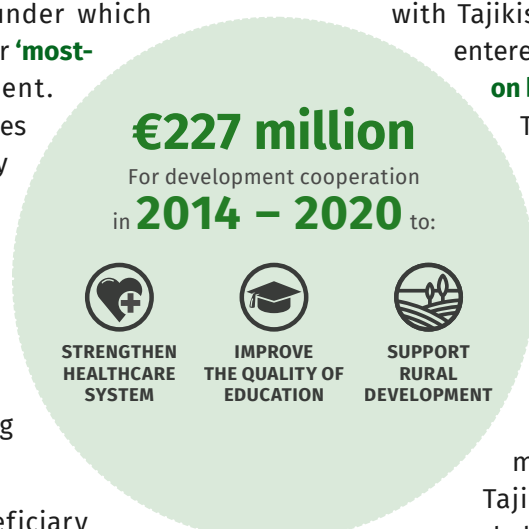 under which
r ‘most-
ent.
es
y
g
eficiary
€227 million
For development cooperation
in 2014 – 2020 to:
STRENGTHEN
HEALTHCARE
SYSTEM
IMPROVE
THE QUALITY OF
EDUCATION
SUPPORT
RURAL
DEVELOPMENT
with Tajikis
entere
on
T
m
Taji